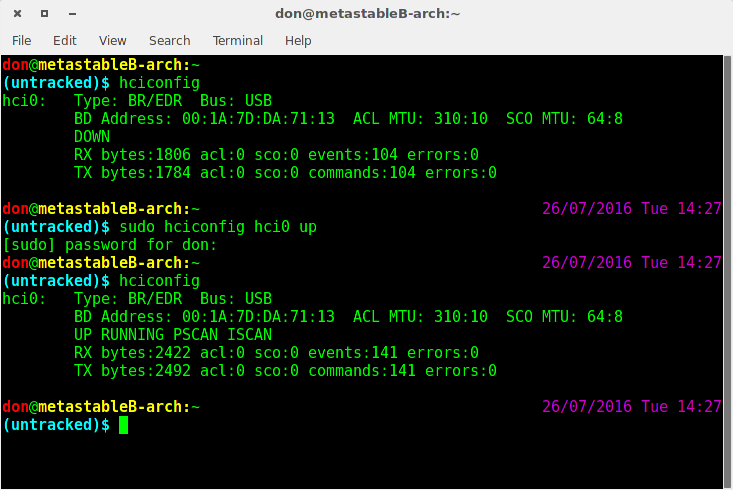 don@metastableB-arch:~
File Edit View Search Terminal Help
don@metastableB-arch:~
(untracked)$ hciconfig
hci0:   Type: BR/EDR  Bus: USB
        BD Address: 00:1A:7D:DA:71:13  ACL MTU: 310:10  SCO MTU: 64:8
        DOWN
        RX bytes:1806 acl:0 sco:0 events:104 errors:0
        TX bytes:1784 acl:0 sco:0 commands:104 errors:0
don@metastableB-arch:~                                      26/07/2016 Tue 14:27
(untracked)$ sudo hciconfig hci0 up
[sudo] password for don:
don@metastableB-arch:~                                      26/07/2016 Tue 14:27
(untracked)$ hciconfig
hci0:   Type: BR/EDR  Bus: USB
        BD Address: 00:1A:7D:DA:71:13  ACL MTU: 310:10  SCO MTU: 64:8
        UP RUNNING PSCAN ISCAN
        RX bytes:2422 acl:0 sco:0 events:141 errors:0
        TX bytes:2492 acl:0 sco:0 commands:141 errors:0
don@metastableB-arch:~                                      26/07/2016 Tue 14:27
(untracked)$